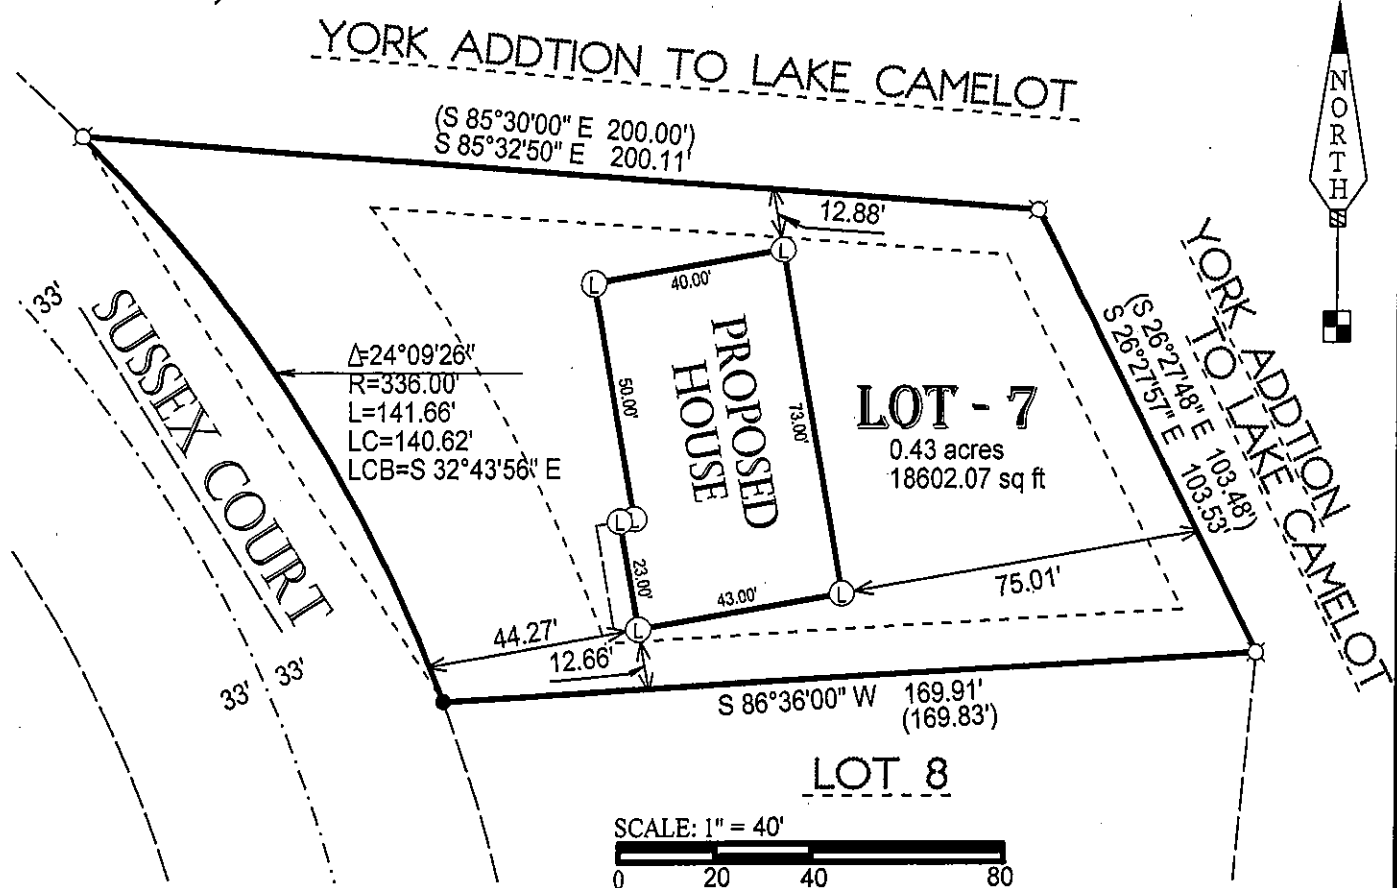 YORK ADDTION TO LAKE CAMELOT
(S 85°30'00" E 200.00')
S 85°32'50" E 200.11'
NORTH
12.88'
40.00'
33'
SUSSEX COURT
Δ=24°09'26"
R=336.00'
L=141.66'
LC=140.62'
LCB=S 32°43'56" E
50.00'
PROPOSED
HOUSE
73.00'
LOT - 7
0.43 acres
18602.07 sq ft
(S 26°27'48" E 103.48')
S 26°27'57" E 103.53'
YORK ADDTION
TO LAKE CAMELOT
23.00'
43.00'
75.01'
44.27'
12.66'
33' 33'
S 86°36'00" W 169.91'
(169.83')
LOT 8
SCALE: 1" = 40'
0 20 40 80
L
L
L
L
L
L